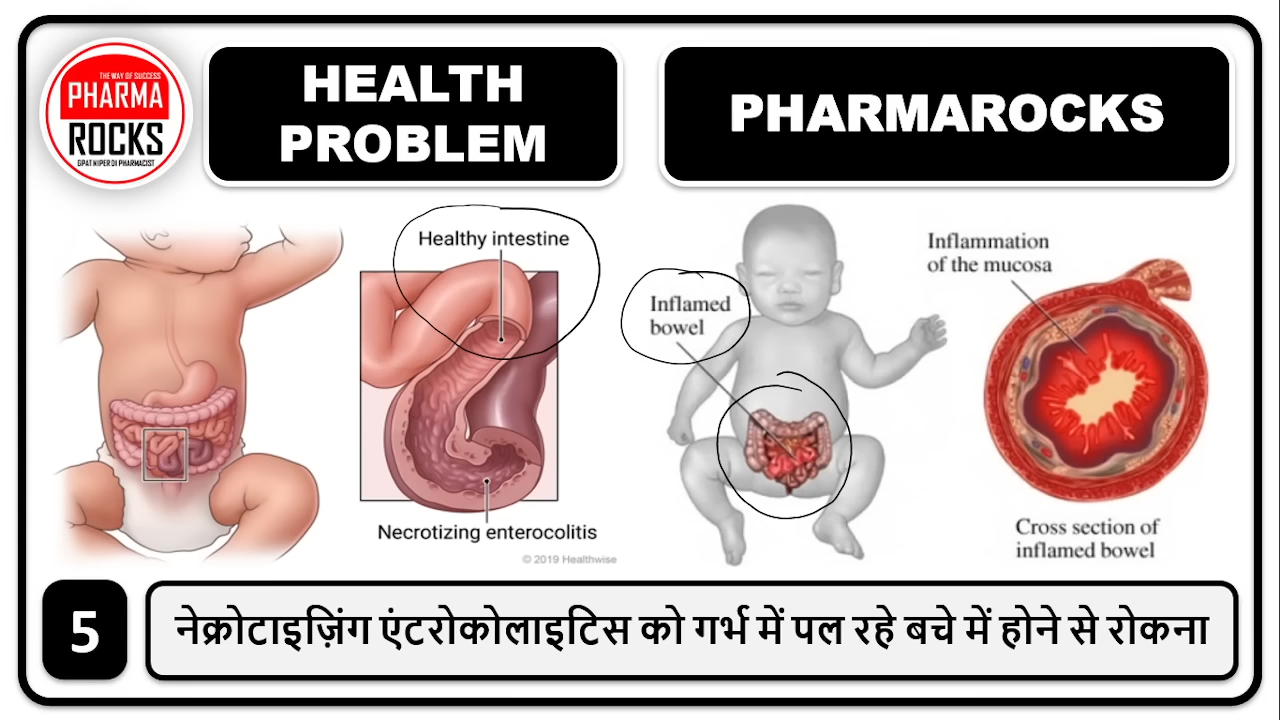 THE WAY OF SUCCESS
PHARMA
ROCKS
GPAT NIPER DI PHARMACIST
HEALTH
PROBLEM
PHARMAROCKS
Healthy intestine
Necrotizing enterocolitis
© 2019 Healthwise
Inflamed
bowel
Inflammation
of the mucosa
Cross section of
inflamed bowel
5
नेक्रोटाइज़िंग एंटरोकोलाइटिस को गर्भ में पल रहे बचे में होने से रोकना